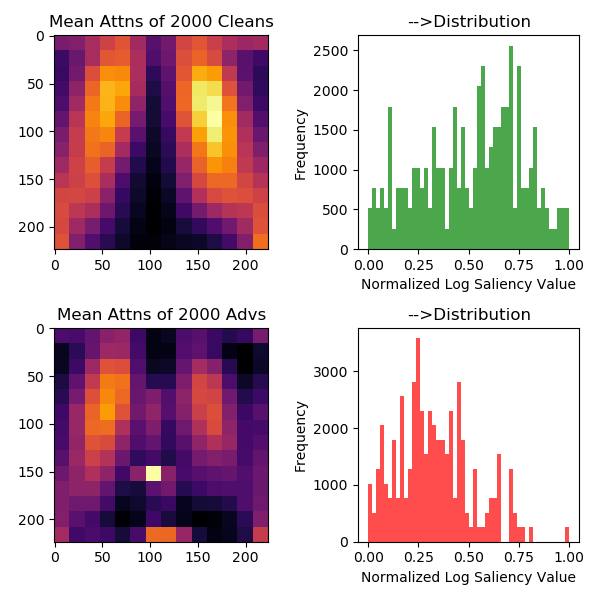 Mean Attns of 2000 Cleans
0
50
100
150
200
0 50 100 150 200
-->Distribution
Frequency
2500
2000
1500
1000
500
0
0.00 0.25 0.50 0.75 1.00
Normalized Log Saliency Value
Mean Attns of 2000 Advs
0
50
100
150
200
0 50 100 150 200
-->Distribution
Frequency
3000
2000
1000
0
0.00 0.25 0.50 0.75 1.00
Normalized Log Saliency Value